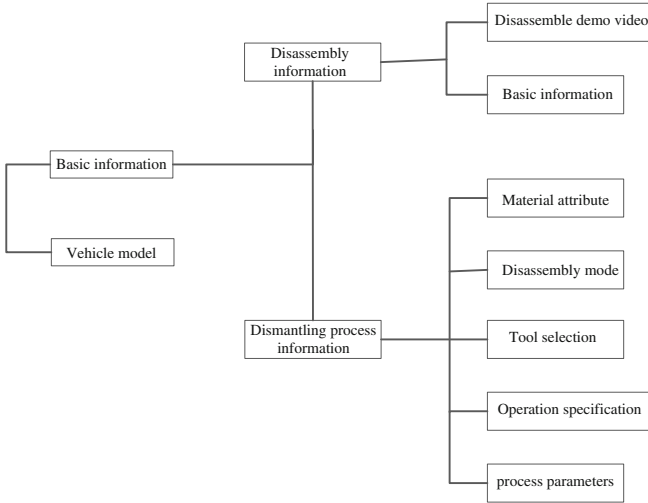 Disassemble demo video
Disassembly
information
Basic information
Basic information
Vehicle model
Material attribute
Disassembly mode
Dismantling process
information
Tool selection
Operation specification
process parameters